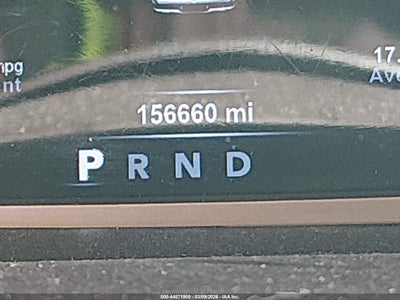 mpg
nt
17.
Ave
156660 mi
P R N D
000-44571900 - 03/09/2026 - IAA Inc.